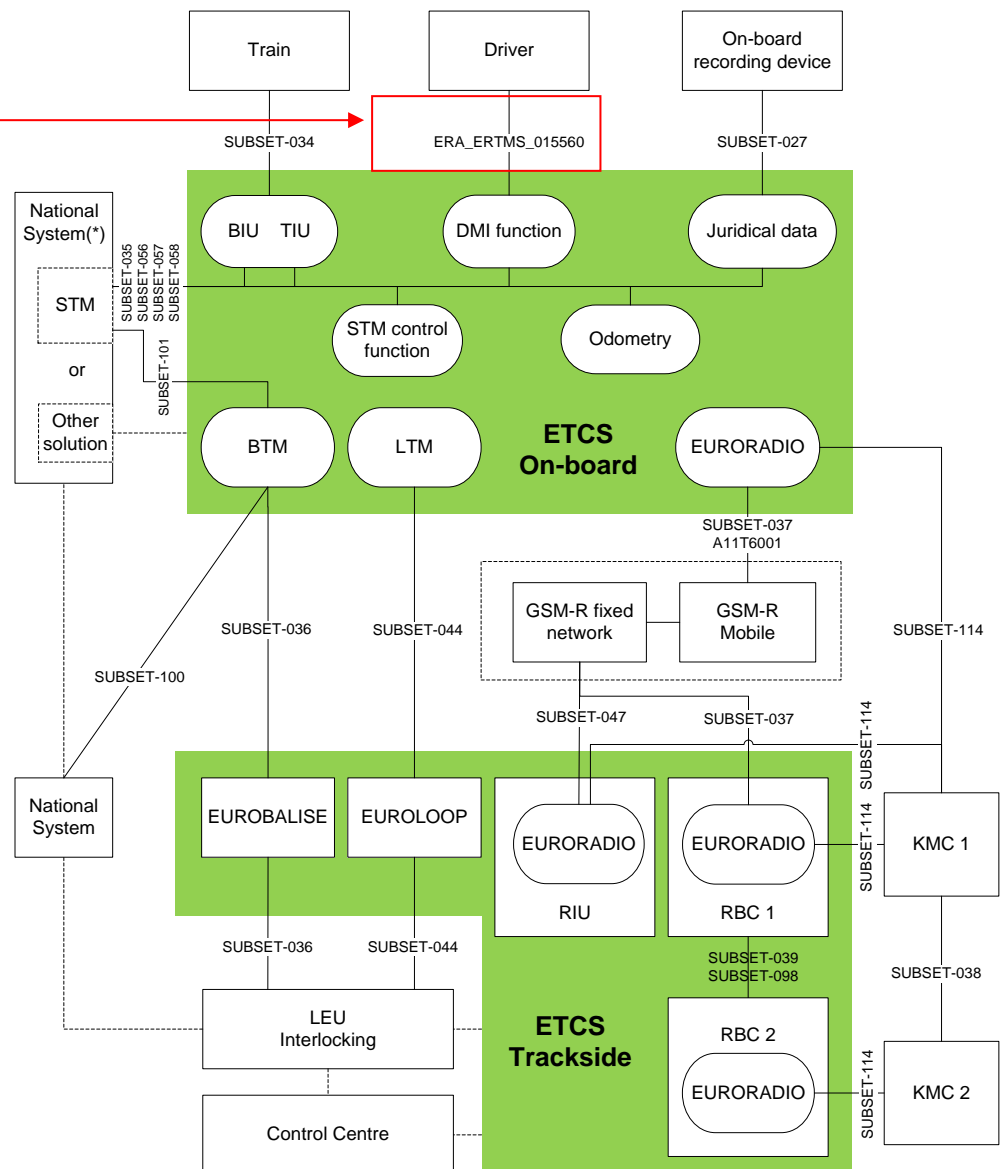 Train
Driver
On-board
recording device
SUBSET-034
ERA_ERTMS_015560
SUBSET-027
National
System(*)
STM
or
Other
solution
SUBSET-035
SUBSET-056
SUBSET-057
SUBSET-058
BIU TIU
DMI function
Juridical data
STM control
function
Odometry
SUBSET-101
BTM
LTM
ETCS
On-board
EURORADIO
SUBSET-037
A11T6001
GSM-R fixed
network
GSM-R
Mobile
SUBSET-036
SUBSET-044
SUBSET-114
SUBSET-100
SUBSET-047
SUBSET-037
SUBSET-114
National
System
EUROBALISE
EUROLOOP
EURORADIO
RIU
EURORADIO
RBC 1
SUBSET-114
KMC 1
SUBSET-036
SUBSET-044
SUBSET-039
SUBSET-098
SUBSET-038
LEU
Interlocking
ETCS
Trackside
RBC 2
EURORADIO
SUBSET-114
KMC 2
Control Centre